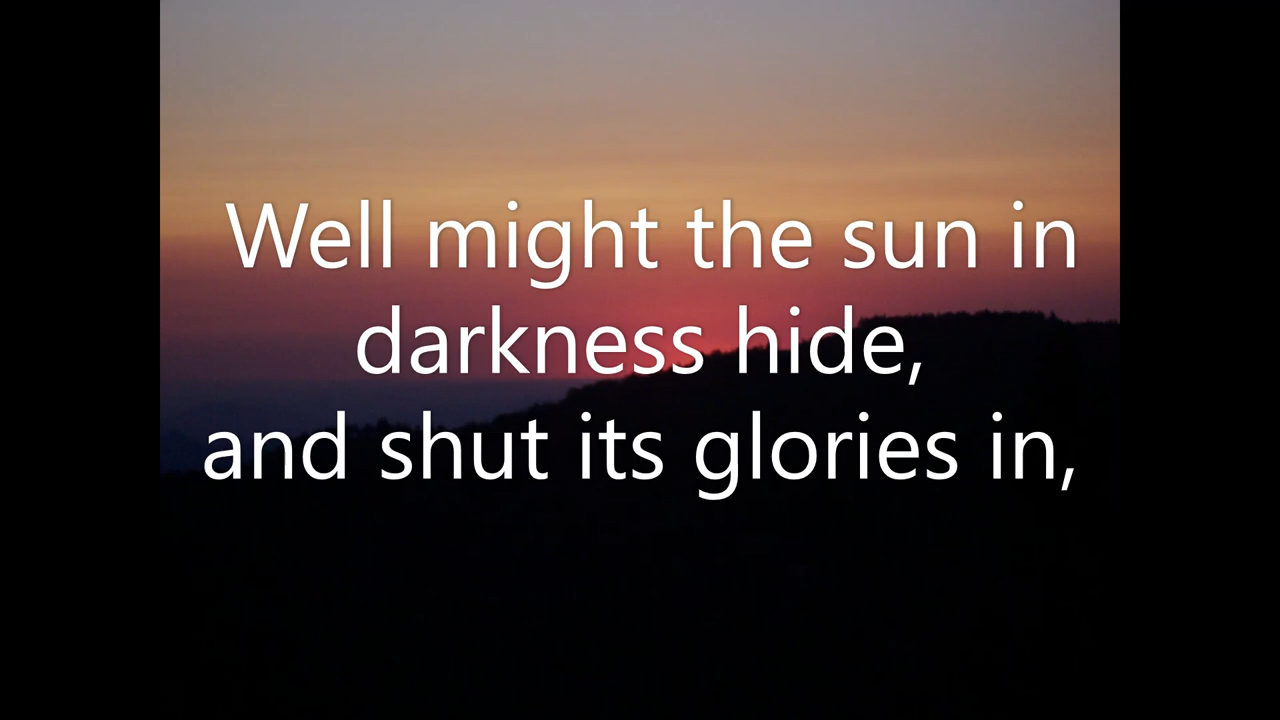 Well might the sun in
darkness hide,
and shut its glories in,